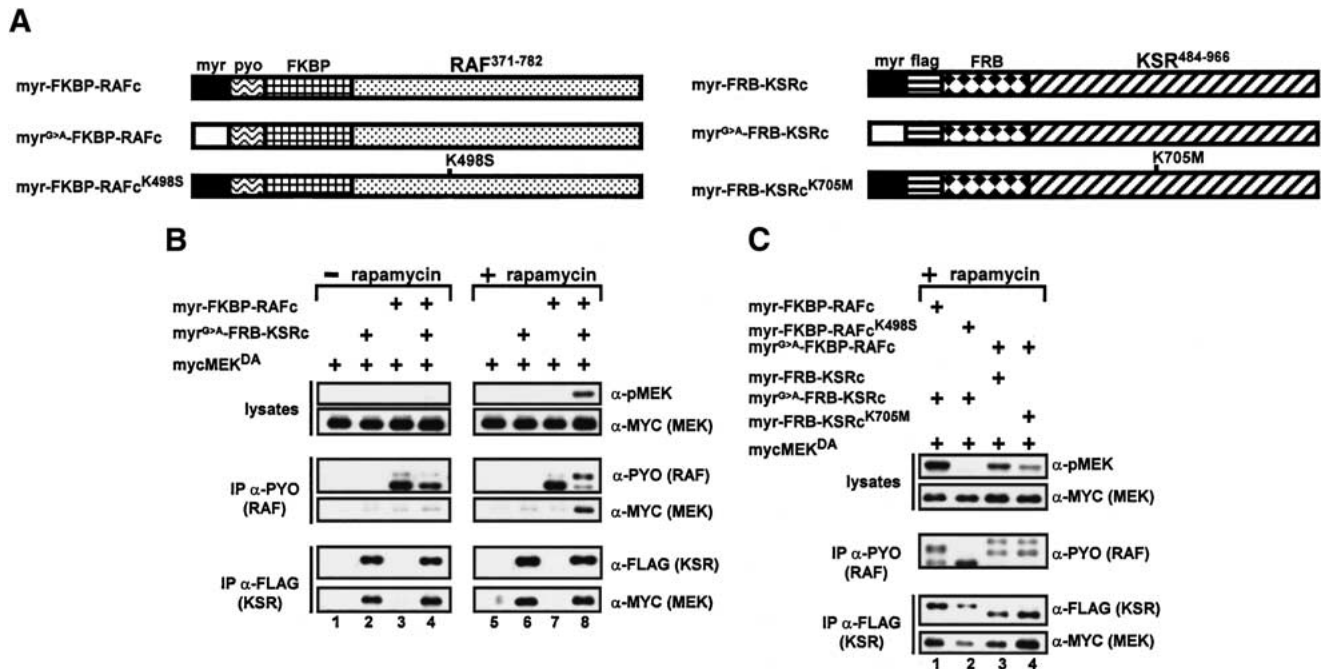 A
myr pyo FKBP RAF371-782
myr-FKBP-RAFc
myrG>A-FKBP-RAFc
K498S
myr-FKBP-RAFcK498S
myr flag FRB KSR484-966
myr-FRB-KSRc
myrG>A-FRB-KSRc
K705M
myr-FRB-KSRcK705M
B
− rapamycin + rapamycin
myr-FKBP-RAFc + + + +
myrG>A-FRB-KSRc + + + +
mycMEKDA + + + + + + + +
lysates
α-pMEK
α-MYC (MEK)
IP α-PYO
(RAF)
α-PYO (RAF)
α-MYC (MEK)
IP α-FLAG
(KSR)
α-FLAG (KSR)
α-MYC (MEK)
1 2 3 4 5 6 7 8
C
+ rapamycin
myr-FKBP-RAFc +
myr-FKBP-RAFcK498S +
myrG>A-FKBP-RAFc + +
myr-FRB-KSRc +
myrG>A-FRB-KSRc + +
myr-FRB-KSRcK705M +
mycMEKDA + + + +
lysates
α-pMEK
α-MYC (MEK)
IP α-PYO
(RAF)
α-PYO (RAF)
IP α-FLAG
(KSR)
α-FLAG (KSR)
α-MYC (MEK)
1 2 3 4